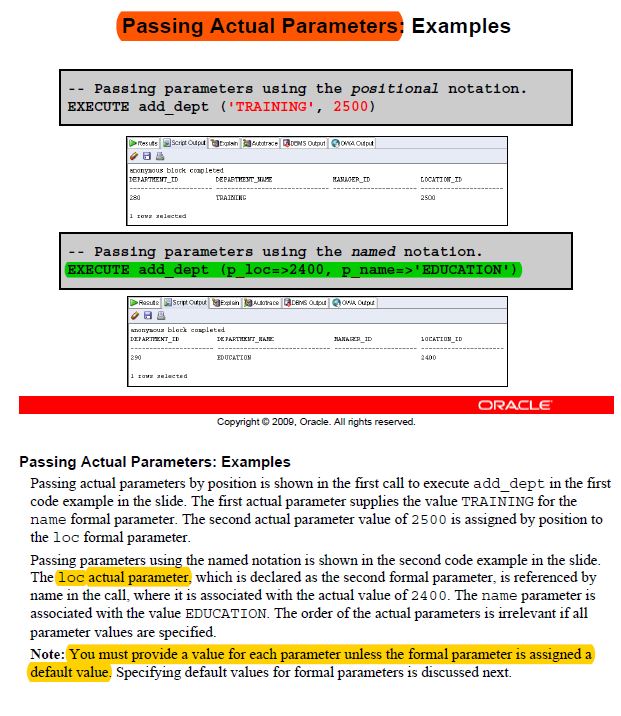 Passing Actual Parameters: Examples
-- Passing parameters using the positional notation.
EXECUTE add_dept ('TRAINING', 2500)
Results Script Output Explain Autotrace DBMS Output OWA Output
anonymous block completed
DEPARTMENT_ID DEPARTMENT_NAME MANAGER_ID LOCATION_ID
280 TRAINING 2500
1 rows selected
-- Passing parameters using the named notation.
EXECUTE add_dept (p_loc=>2400, p_name=>'EDUCATION')
Results Script Output Explain Autotrace DBMS Output OWA Output
anonymous block completed
DEPARTMENT_ID DEPARTMENT_NAME MANAGER_ID LOCATION_ID
290 EDUCATION 2400
1 rows selected
ORACLE
Copyright © 2009, Oracle. All rights reserved.
Passing Actual Parameters: Examples
Passing actual parameters by position is shown in the first call to execute add_dept in the first
code example in the slide. The first actual parameter supplies the value TRAINING for the
name formal parameter. The second actual parameter value of 2500 is assigned by position to
the loc formal parameter.
Passing parameters using the named notation is shown in the second code example in the slide.
The loc actual parameter, which is declared as the second formal parameter, is referenced by
name in the call, where it is associated with the actual value of 2400. The name parameter is
associated with the value EDUCATION. The order of the actual parameters is irrelevant if all
parameter values are specified.
Note: You must provide a value for each parameter unless the formal parameter is assigned a
default value. Specifying default values for formal parameters is discussed next.